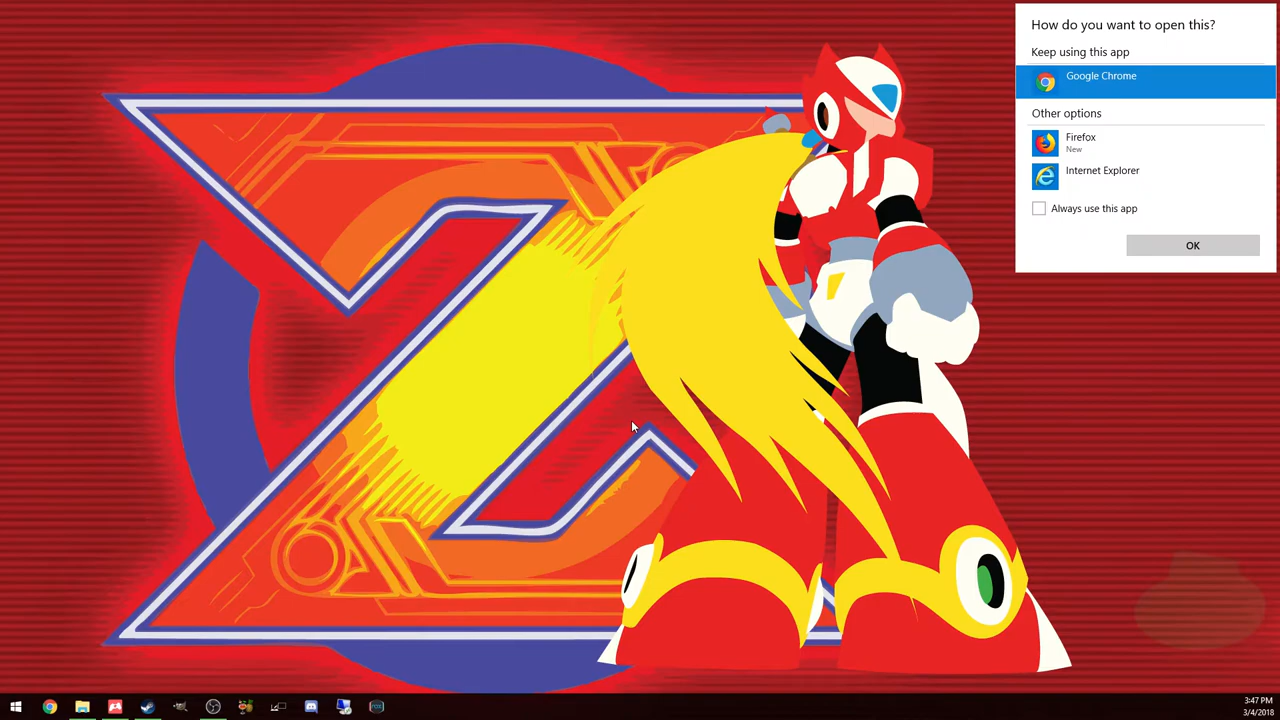 How do you want to open this?
Keep using this app
Google Chrome
Other options
Firefox
New
Internet Explorer
Always use this app
OK
Z
3:47 PM
3/4/2018